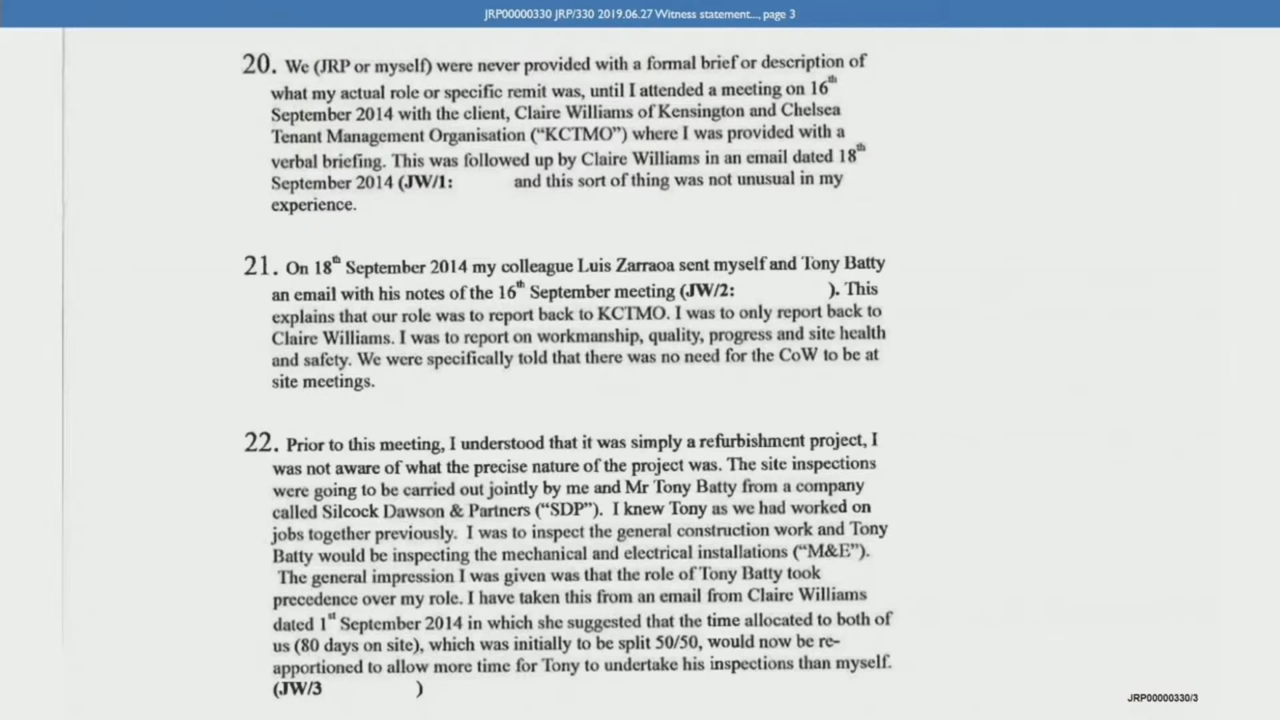 JRP00000330 JRP/330 2019.06.27 Witness statement..., page 3
20. We (JRP or myself) were never provided with a formal brief or description of
what my actual role or specific remit was, until I attended a meeting on 16th
September 2014 with the client, Claire Williams of Kensington and Chelsea
Tenant Management Organisation (“KCTMO”) where I was provided with a
verbal briefing. This was followed up by Claire Williams in an email dated 18th
September 2014 (JW/1: and this sort of thing was not unusual in my
experience.
21. On 18th September 2014 my colleague Luis Zarraoa sent myself and Tony Batty
an email with his notes of the 16th September meeting (JW/2: ). This
explains that our role was to report back to KCTMO. I was to only report back to
Claire Williams. I was to report on workmanship, quality, progress and site health
and safety. We were specifically told that there was no need for the CoW to be at
site meetings.
22. Prior to this meeting, I understood that it was simply a refurbishment project, I
was not aware of what the precise nature of the project was. The site inspections
were going to be carried out jointly by me and Mr Tony Batty from a company
called Silcock Dawson & Partners (“SDP”). I knew Tony as we had worked on
jobs together previously. I was to inspect the general construction work and Tony
Batty would be inspecting the mechanical and electrical installations (“M&E”).
The general impression I was given was that the role of Tony Batty took
precedence over my role. I have taken this from an email from Claire Williams
dated 1st September 2014 in which she suggested that the time allocated to both of
us (80 days on site), which was initially to be split 50/50, would now be re-
apportioned to allow more time for Tony to undertake his inspections than myself.
(JW/3 )
JRP00000330/3